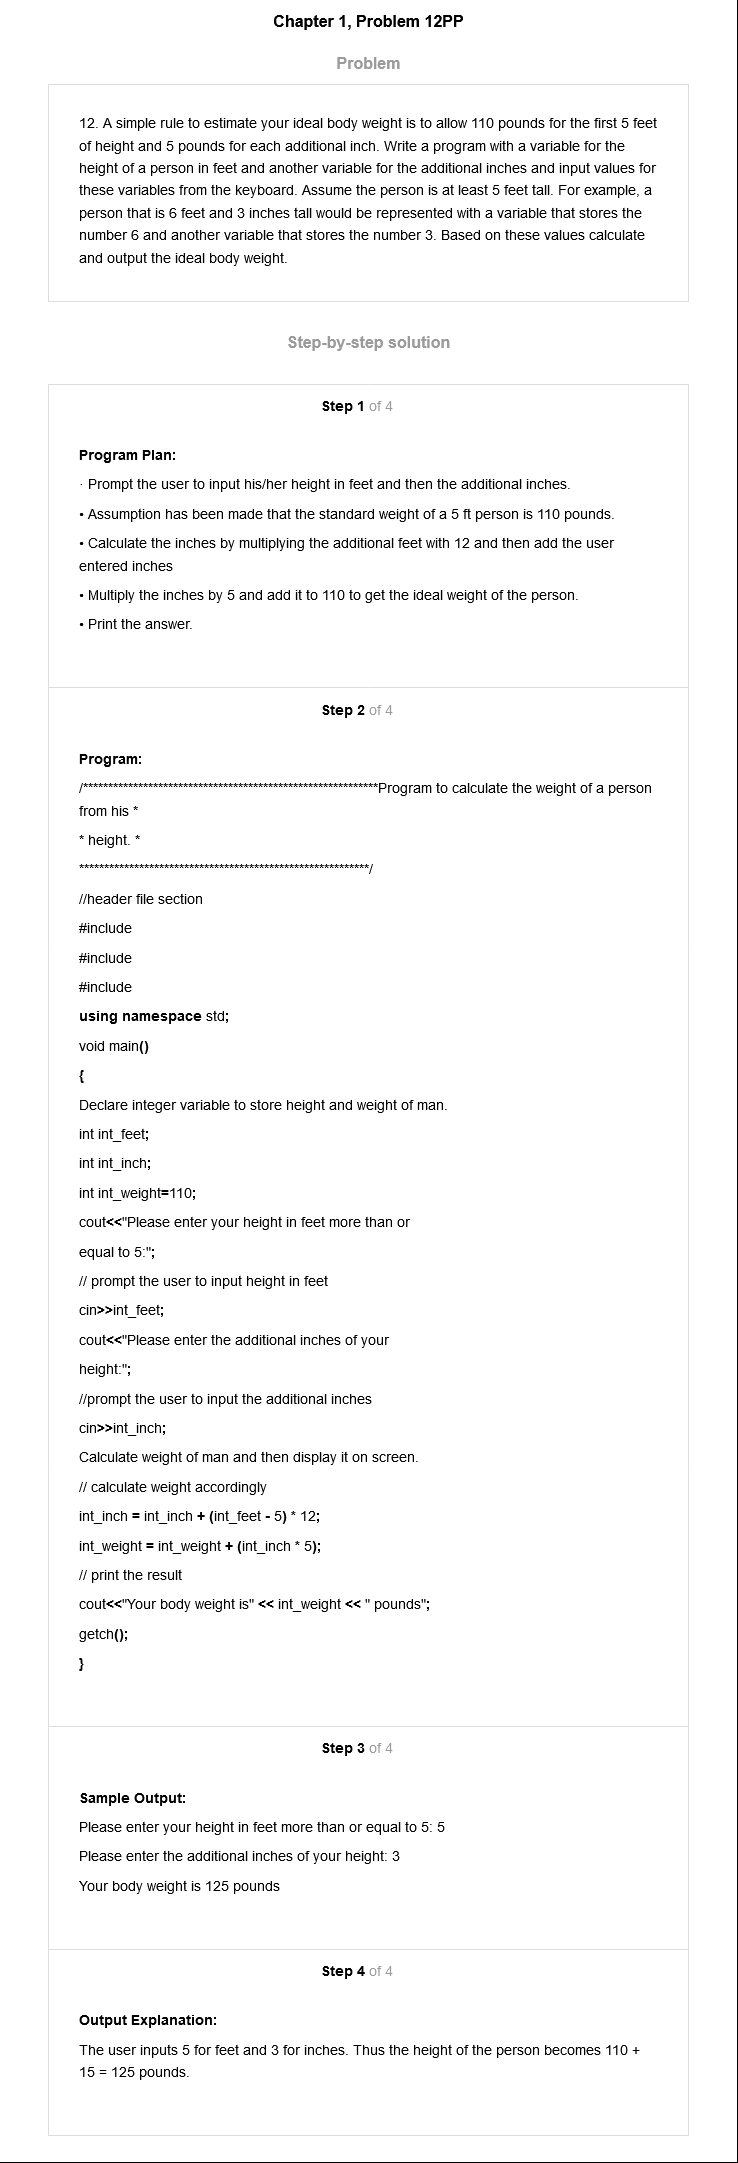 Chapter 1, Problem 12PP
Problem
12. A simple rule to estimate your ideal body weight is to allow 110 pounds for the first 5 feet
of height and 5 pounds for each additional inch. Write a program with a variable for the
height of a person in feet and another variable for the additional inches and input values for
these variables from the keyboard. Assume the person is at least 5 feet tall. For example, a
person that is 6 feet and 3 inches tall would be represented with a variable that stores the
number 6 and another variable that stores the number 3. Based on these values calculate
and output the ideal body weight.
Step-by-step solution
Step 1 of 4
Program Plan:
· Prompt the user to input his/her height in feet and then the additional inches.
• Assumption has been made that the standard weight of a 5 ft person is 110 pounds.
• Calculate the inches by multiplying the additional feet with 12 and then add the user
entered inches
• Multiply the inches by 5 and add it to 110 to get the ideal weight of the person.
• Print the answer.
Step 2 of 4
Program:
/***********************************************************Program to calculate the weight of a person
from his *
* height. *
**********************************************************/
//header file section
#include
#include
#include
using namespace std;
void main()
{
Declare integer variable to store height and weight of man.
int int_feet;
int int_inch;
int int_weight=110;
cout<<"Please enter your height in feet more than or
equal to 5:";
// prompt the user to input height in feet
cin>>int_feet;
cout<<"Please enter the additional inches of your
height:";
//prompt the user to input the additional inches
cin>>int_inch;
Calculate weight of man and then display it on screen.
// calculate weight accordingly
int_inch = int_inch + (int_feet - 5) * 12;
int_weight = int_weight + (int_inch * 5);
// print the result
cout<<"Your body weight is" << int_weight << " pounds";
getch();
}
Step 3 of 4
Sample Output:
Please enter your height in feet more than or equal to 5: 5
Please enter the additional inches of your height: 3
Your body weight is 125 pounds
Step 4 of 4
Output Explanation:
The user inputs 5 for feet and 3 for inches. Thus the height of the person becomes 110 +
15 = 125 pounds.